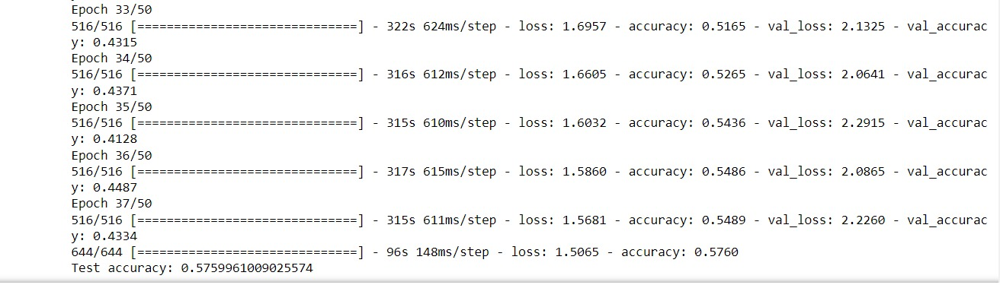 Epoch 33/50
516/516 [==============================] - 322s 624ms/step - loss: 1.6957 - accuracy: 0.5165 - val_loss: 2.1325 - val_accurac
y: 0.4315
Epoch 34/50
516/516 [==============================] - 316s 612ms/step - loss: 1.6605 - accuracy: 0.5265 - val_loss: 2.0641 - val_accurac
y: 0.4371
Epoch 35/50
516/516 [==============================] - 315s 610ms/step - loss: 1.6032 - accuracy: 0.5436 - val_loss: 2.2915 - val_accurac
y: 0.4128
Epoch 36/50
516/516 [==============================] - 317s 615ms/step - loss: 1.5860 - accuracy: 0.5486 - val_loss: 2.0865 - val_accurac
y: 0.4487
Epoch 37/50
516/516 [==============================] - 315s 611ms/step - loss: 1.5681 - accuracy: 0.5489 - val_loss: 2.2260 - val_accurac
y: 0.4334
644/644 [==============================] - 96s 148ms/step - loss: 1.5065 - accuracy: 0.5760
Test accuracy: 0.5759961009025574